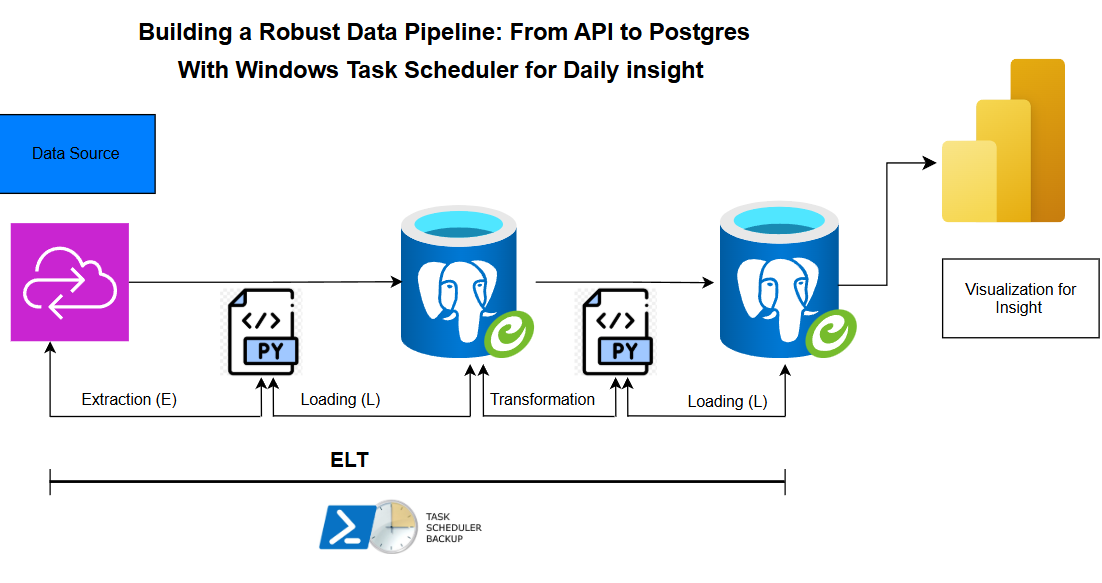 Building a Robust Data Pipeline: From API to Postgres
With Windows Task Scheduler for Daily insight
Data Source
Visualization for
Insight
</>
PY
</>
PY
Extraction (E)
Loading (L)
Transformation
Loading (L)
ELT
TASK
SCHEDULER
BACKUP